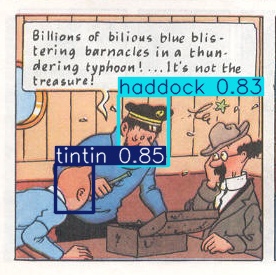 Billions of bilious blue blis-
tering barnacles in a thun-
dering typhoon! ...It's not the
treasure!
haddock 0.83
tintin 0.85